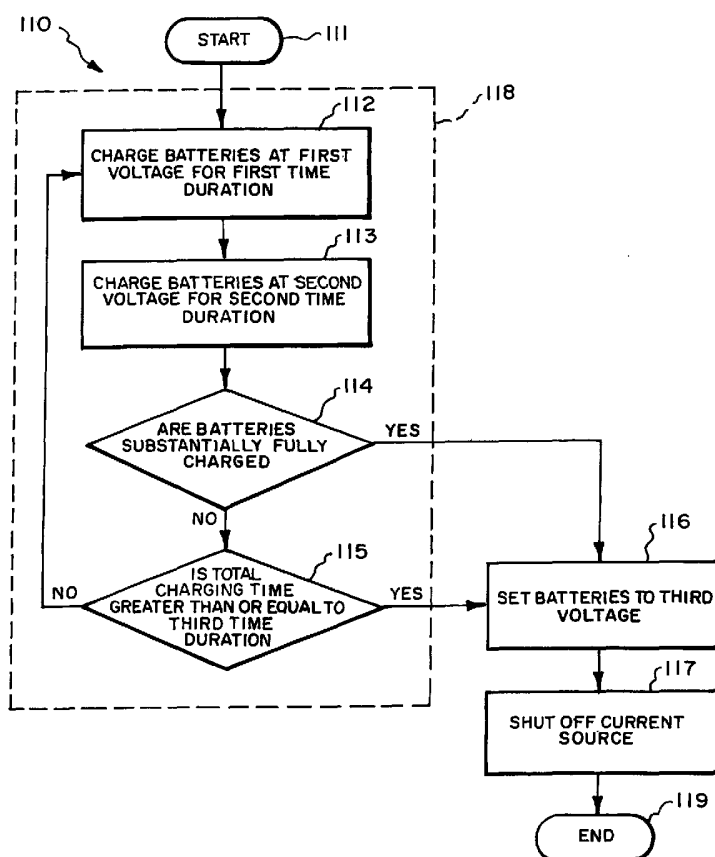 110
START
111
118
112
CHARGE BATTERIES AT FIRST
VOLTAGE FOR FIRST TIME
DURATION
113
CHARGE BATTERIES AT SECOND
VOLTAGE FOR SECOND TIME
DURATION
114
ARE BATTERIES
SUBSTANTIALLY FULLY
CHARGED
YES
NO
115
IS TOTAL
CHARGING TIME
GREATER THAN OR EQUAL TO
THIRD TIME
DURATION
NO
YES
116
SET BATTERIES TO THIRD
VOLTAGE
117
SHUT OFF CURRENT
SOURCE
119
END